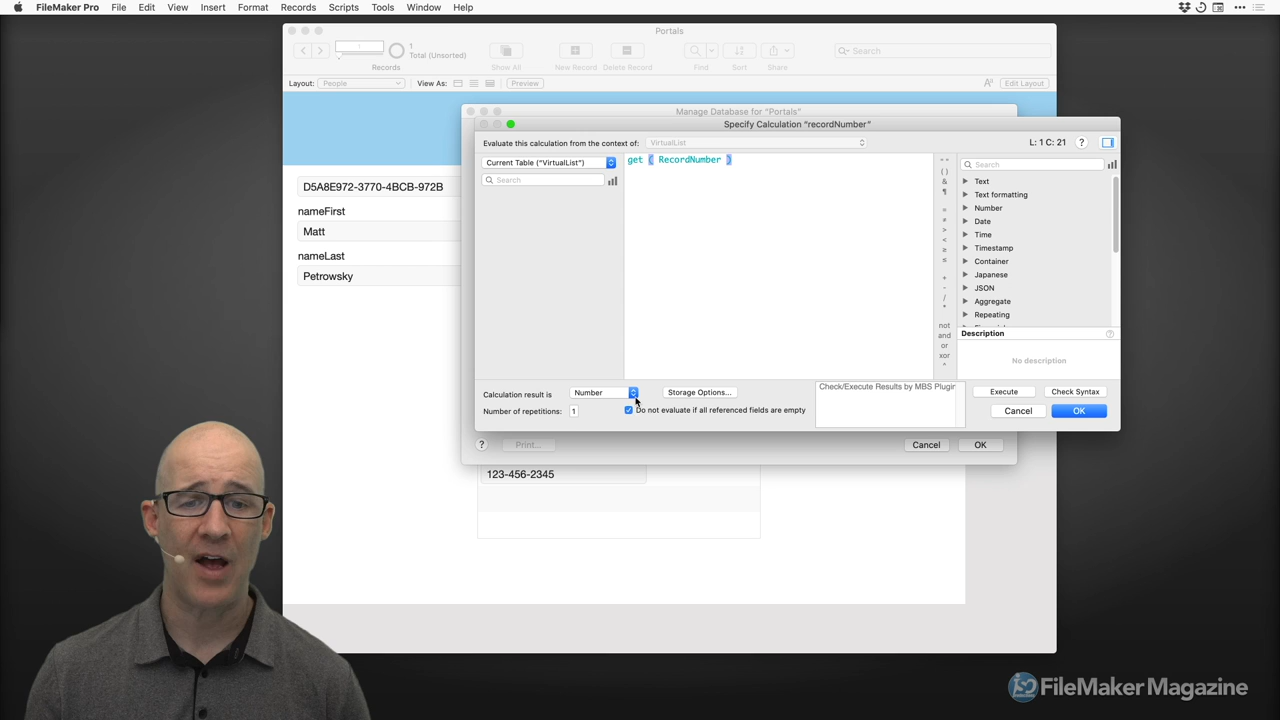 FileMaker Pro File Edit View Insert Format Records Scripts Tools Window Help
Portals
1
1
Total (Unsorted)
Records
Show All
New Record
Delete Record
Find
Sort
Share
Search
Layout: People
View As:
Preview
Edit Layout
Manage Database for “Portals”
Specify Calculation “recordNumber”
Evaluate this calculation from the context of: VirtualList
L: 1 C: 21
?
Current Table (“VirtualList”)
Search
get ( RecordNumber )
" "
( )
&
¶
=
≠
>
<
≥
≤
+
-
/
*
not
and
or
xor
^
Search
Text
Text formatting
Number
Date
Time
Timestamp
Container
Japanese
JSON
Aggregate
Repeating
Description
?
No description
Calculation result is Number
Storage Options...
Number of repetitions: 1
Do not evaluate if all referenced fields are empty
Check/Execute Results by MBS Plugin
Execute
Check Syntax
Cancel
OK
?
Print...
Cancel
OK
D5A8E972-3770-4BCB-972B
nameFirst
Matt
nameLast
Petrowsky
123-456-2345
FileMaker Magazine